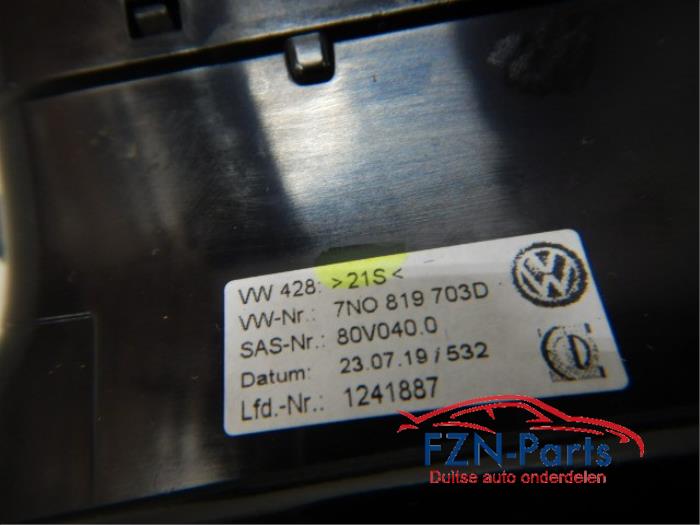 VW 428: >21S<
VW-Nr.: 7NO 819 703D
SAS-Nr.: 80V040.0
Datum: 23.07.19 / 532
Lfd.-Nr.: 1241887
FZN-Parts
Duitse auto onderdelen